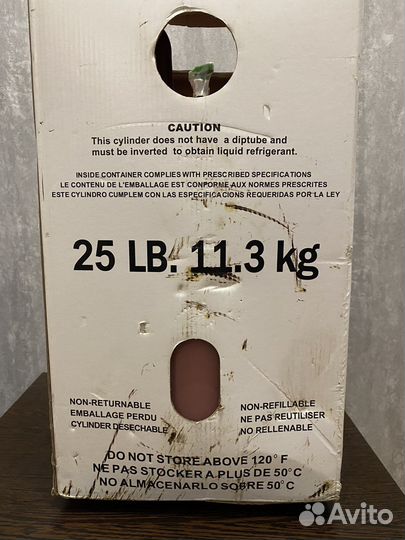 CAUTION
This cylinder does not have a diptube and
must be inverted to obtain liquid refrigerant.
INSIDE CONTAINER COMPLIES WITH PRESCRIBED SPECIFICATIONS
LE CONTENU DE L'EMBALLAGE EST CONFORME AUX NORMES PRESCRITES
ESTE CYLINDRO CUMPLEM CON LAS ESPECIFICACIONES REQUERIDAS POR LA LEY
25 LB. 11.3 kg
NON-RETURNABLE
EMBALLAGE PERDU
CYLINDER DESECHABLE
NON-REFILLABLE
NE PAS REUTILISER
NO RELLENABLE
DO NOT STORE ABOVE 120°F
NE PAS STOCKER A PLUS DE 50°C
NO ALMACENARLO SOBRE 50°C
Avito